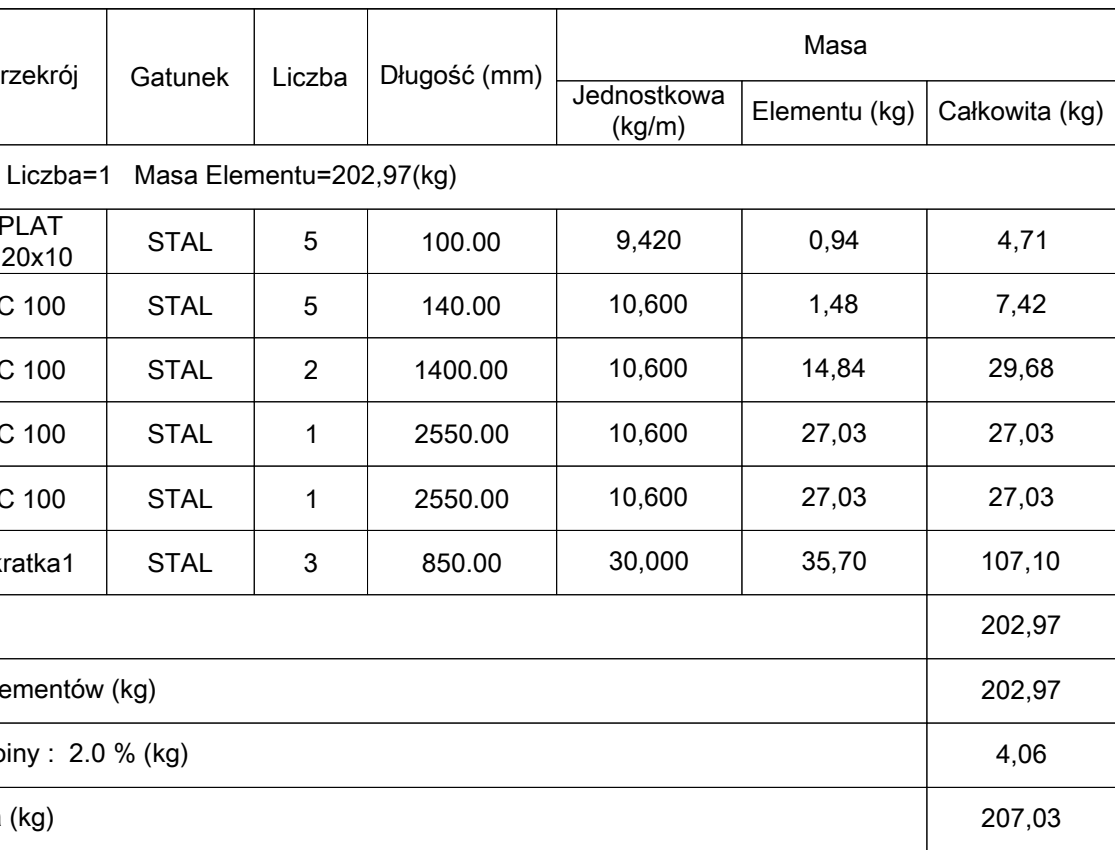 rzekrój Gatunek Liczba Długość (mm) Masa
Jednostkowa (kg/m) Elementu (kg) Całkowita (kg)
Liczba=1 Masa Elementu=202,97(kg)
PLAT 20x10 STAL 5 100.00 9,420 0,94 4,71
C 100 STAL 5 140.00 10,600 1,48 7,42
C 100 STAL 2 1400.00 10,600 14,84 29,68
C 100 STAL 1 2550.00 10,600 27,03 27,03
C 100 STAL 1 2550.00 10,600 27,03 27,03
kratka1 STAL 3 850.00 30,000 35,70 107,10
202,97
ementów (kg) 202,97
oiny : 2.0 % (kg) 4,06
(kg) 207,03